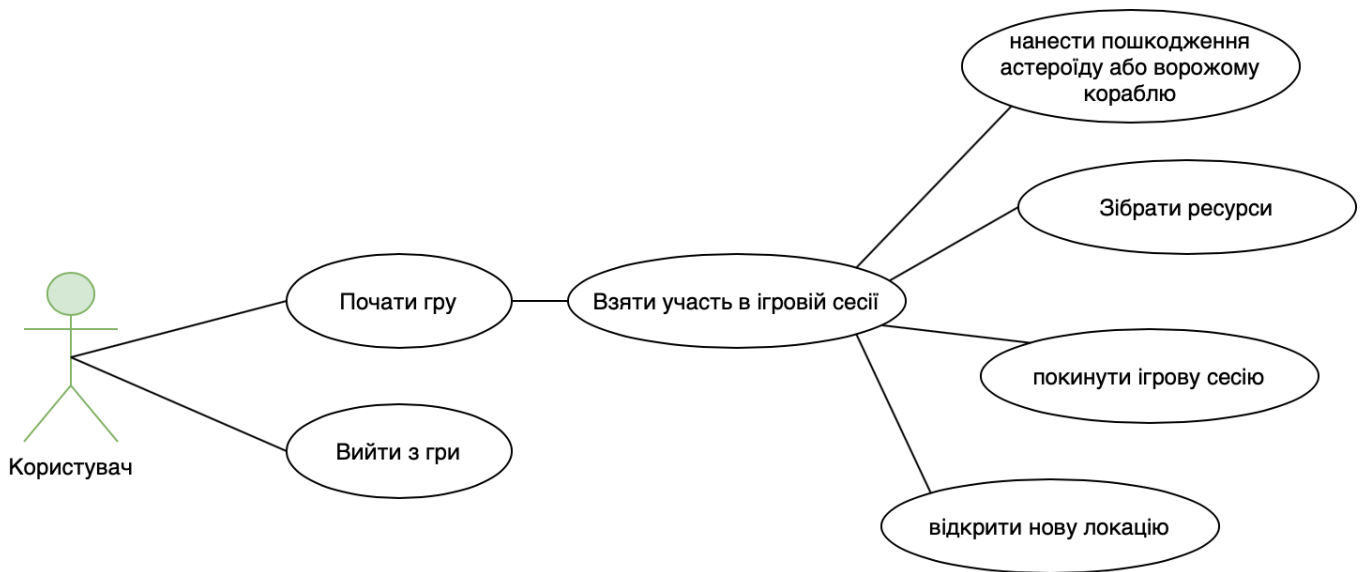 нанести пошкодження
астероїду або ворожому
кораблю
Зібрати ресурси
Почати гру
Взяти участь в ігровій сесії
покинути ігрову сесію
Вийти з гри
Користувач
відкрити нову локацію